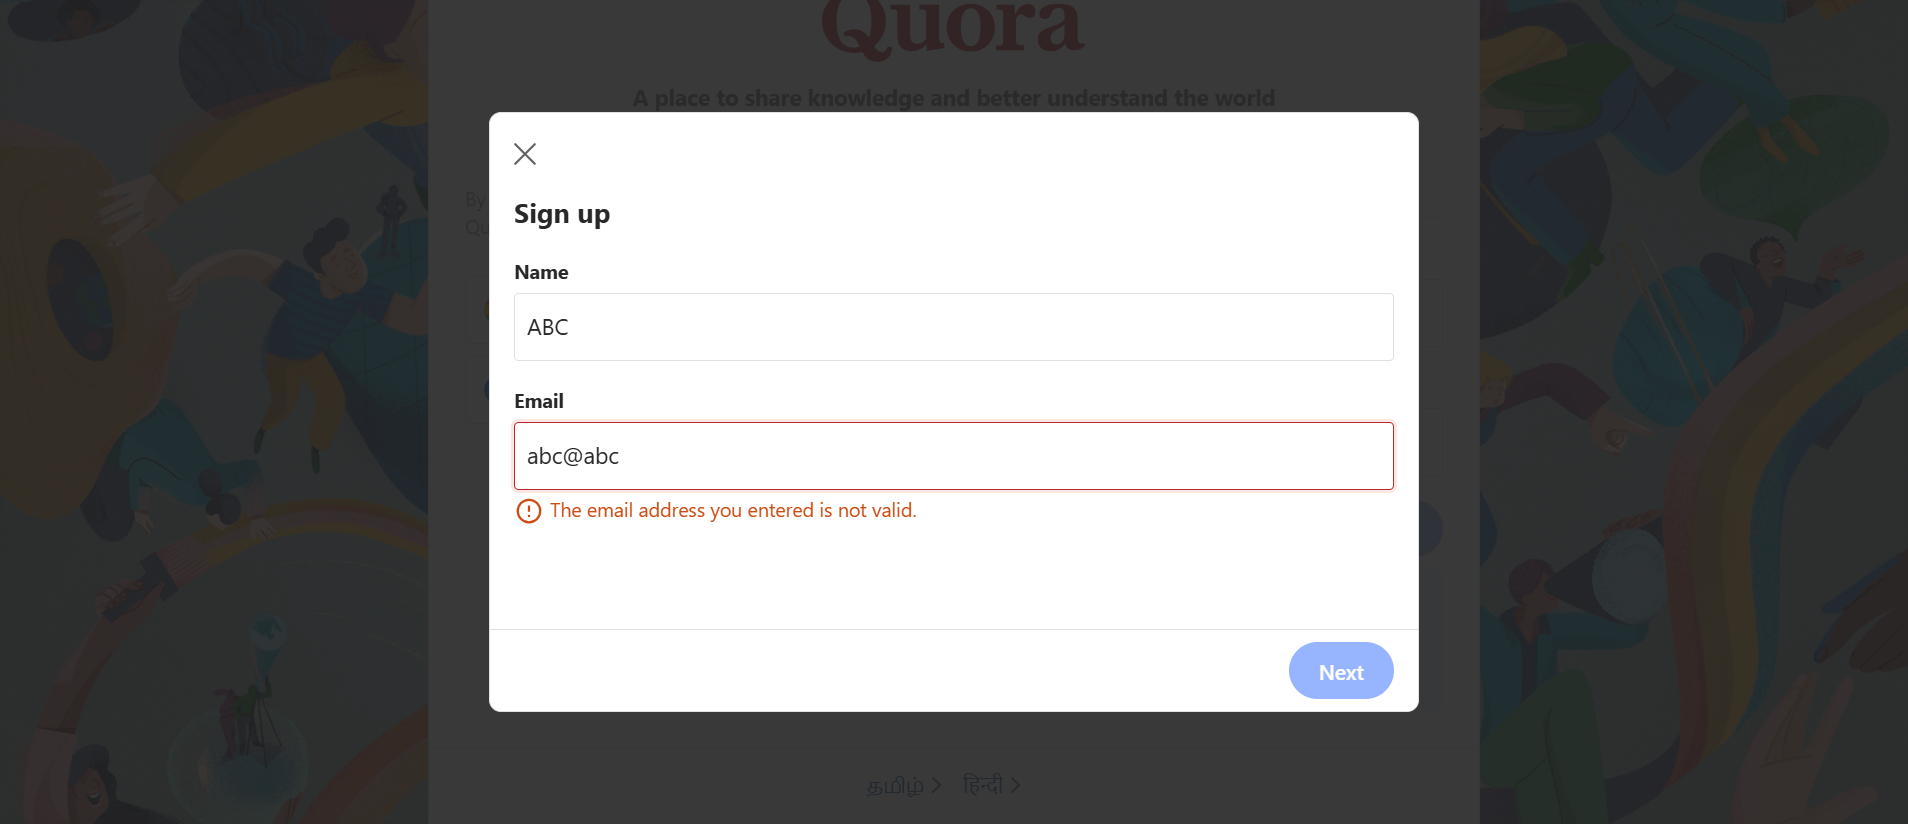 Quora
A place to share knowledge and better understand the world
By
Qu
Sign up
Name
ABC
Email
abc@abc
The email address you entered is not valid.
Next
தமிழ் हिन्दी